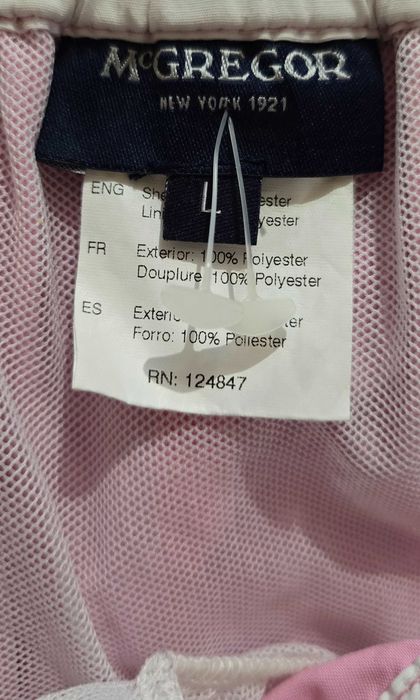 McGREGOR
NEW YORK 1921
L
ENG
FR Exterior: 100% Polyester
Douplure: 100% Polyester
ES
Forro: 100% Poliester
RN: 124847